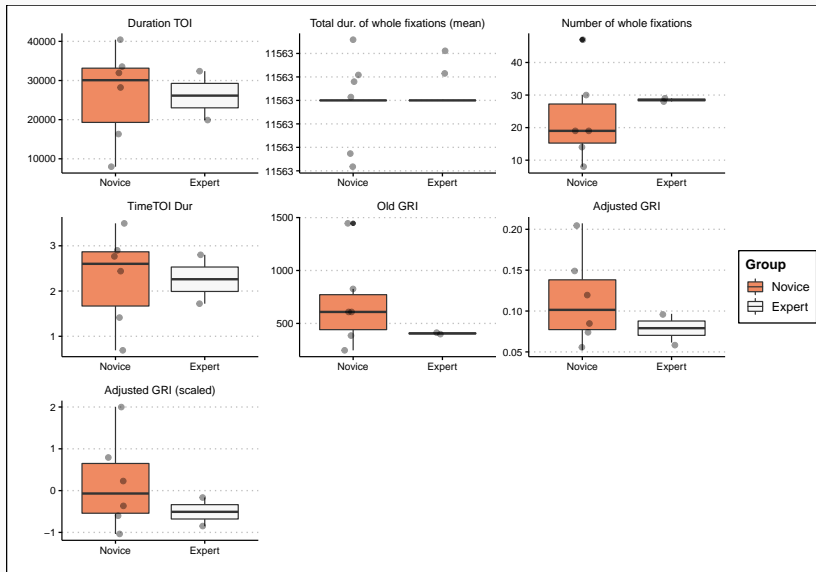 Duration TOI
40000
30000
20000
10000
Novice
Expert
Total dur. of whole fixations (mean)
11563
11563
11563
11563
11563
11563
Novice
Expert
Number of whole fixations
40
30
20
10
Novice
Expert
TimeTOI Dur
3
2
1
Novice
Expert
Old GRI
1500
1000
500
Novice
Expert
Adjusted GRI
0.20
0.15
0.10
0.05
Novice
Expert
Group
Novice
Expert
Adjusted GRI (scaled)
2
1
0
−1
Novice
Expert